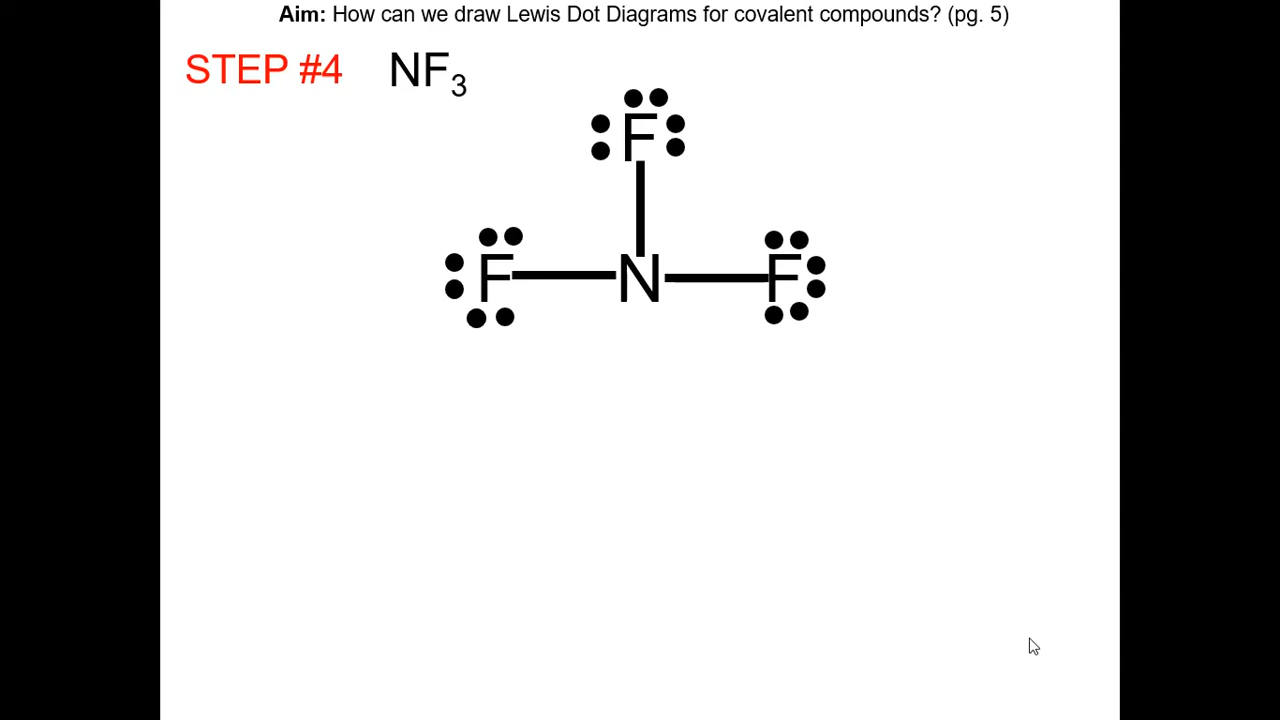 Aim: How can we draw Lewis Dot Diagrams for covalent compounds? (pg. 5)
STEP #4 NF₃
F
F N F